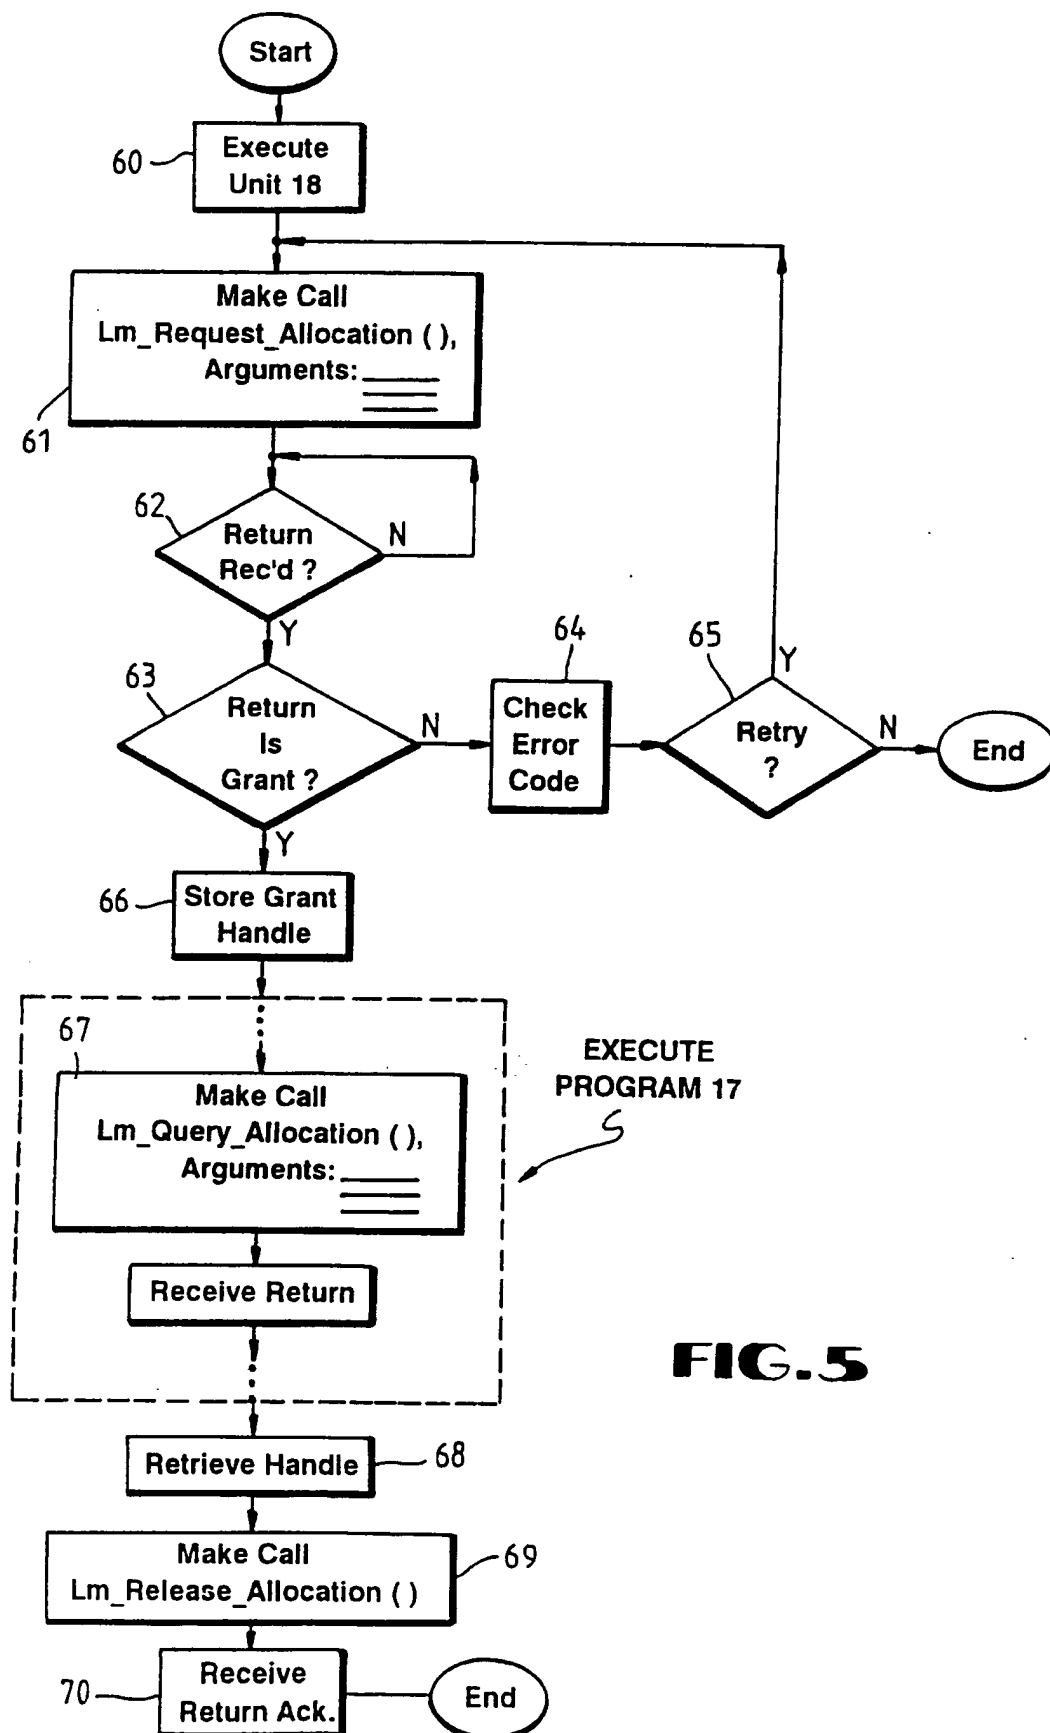 Start
60
Execute
Unit 18
Make Call
Lm_Request_Allocation ( ),
Arguments:
61
62
Return
Rec'd ?
N
Y
63
Return
Is
Grant ?
N
64
Check
Error
Code
65
Retry
?
Y
N
End
Y
66
Store Grant
Handle
67
Make Call
Lm_Query_Allocation ( ),
Arguments:
EXECUTE
PROGRAM 17
Receive Return
FIG.5
Retrieve Handle
68
Make Call
Lm_Release_Allocation ( )
69
70
Receive
Return Ack.
End